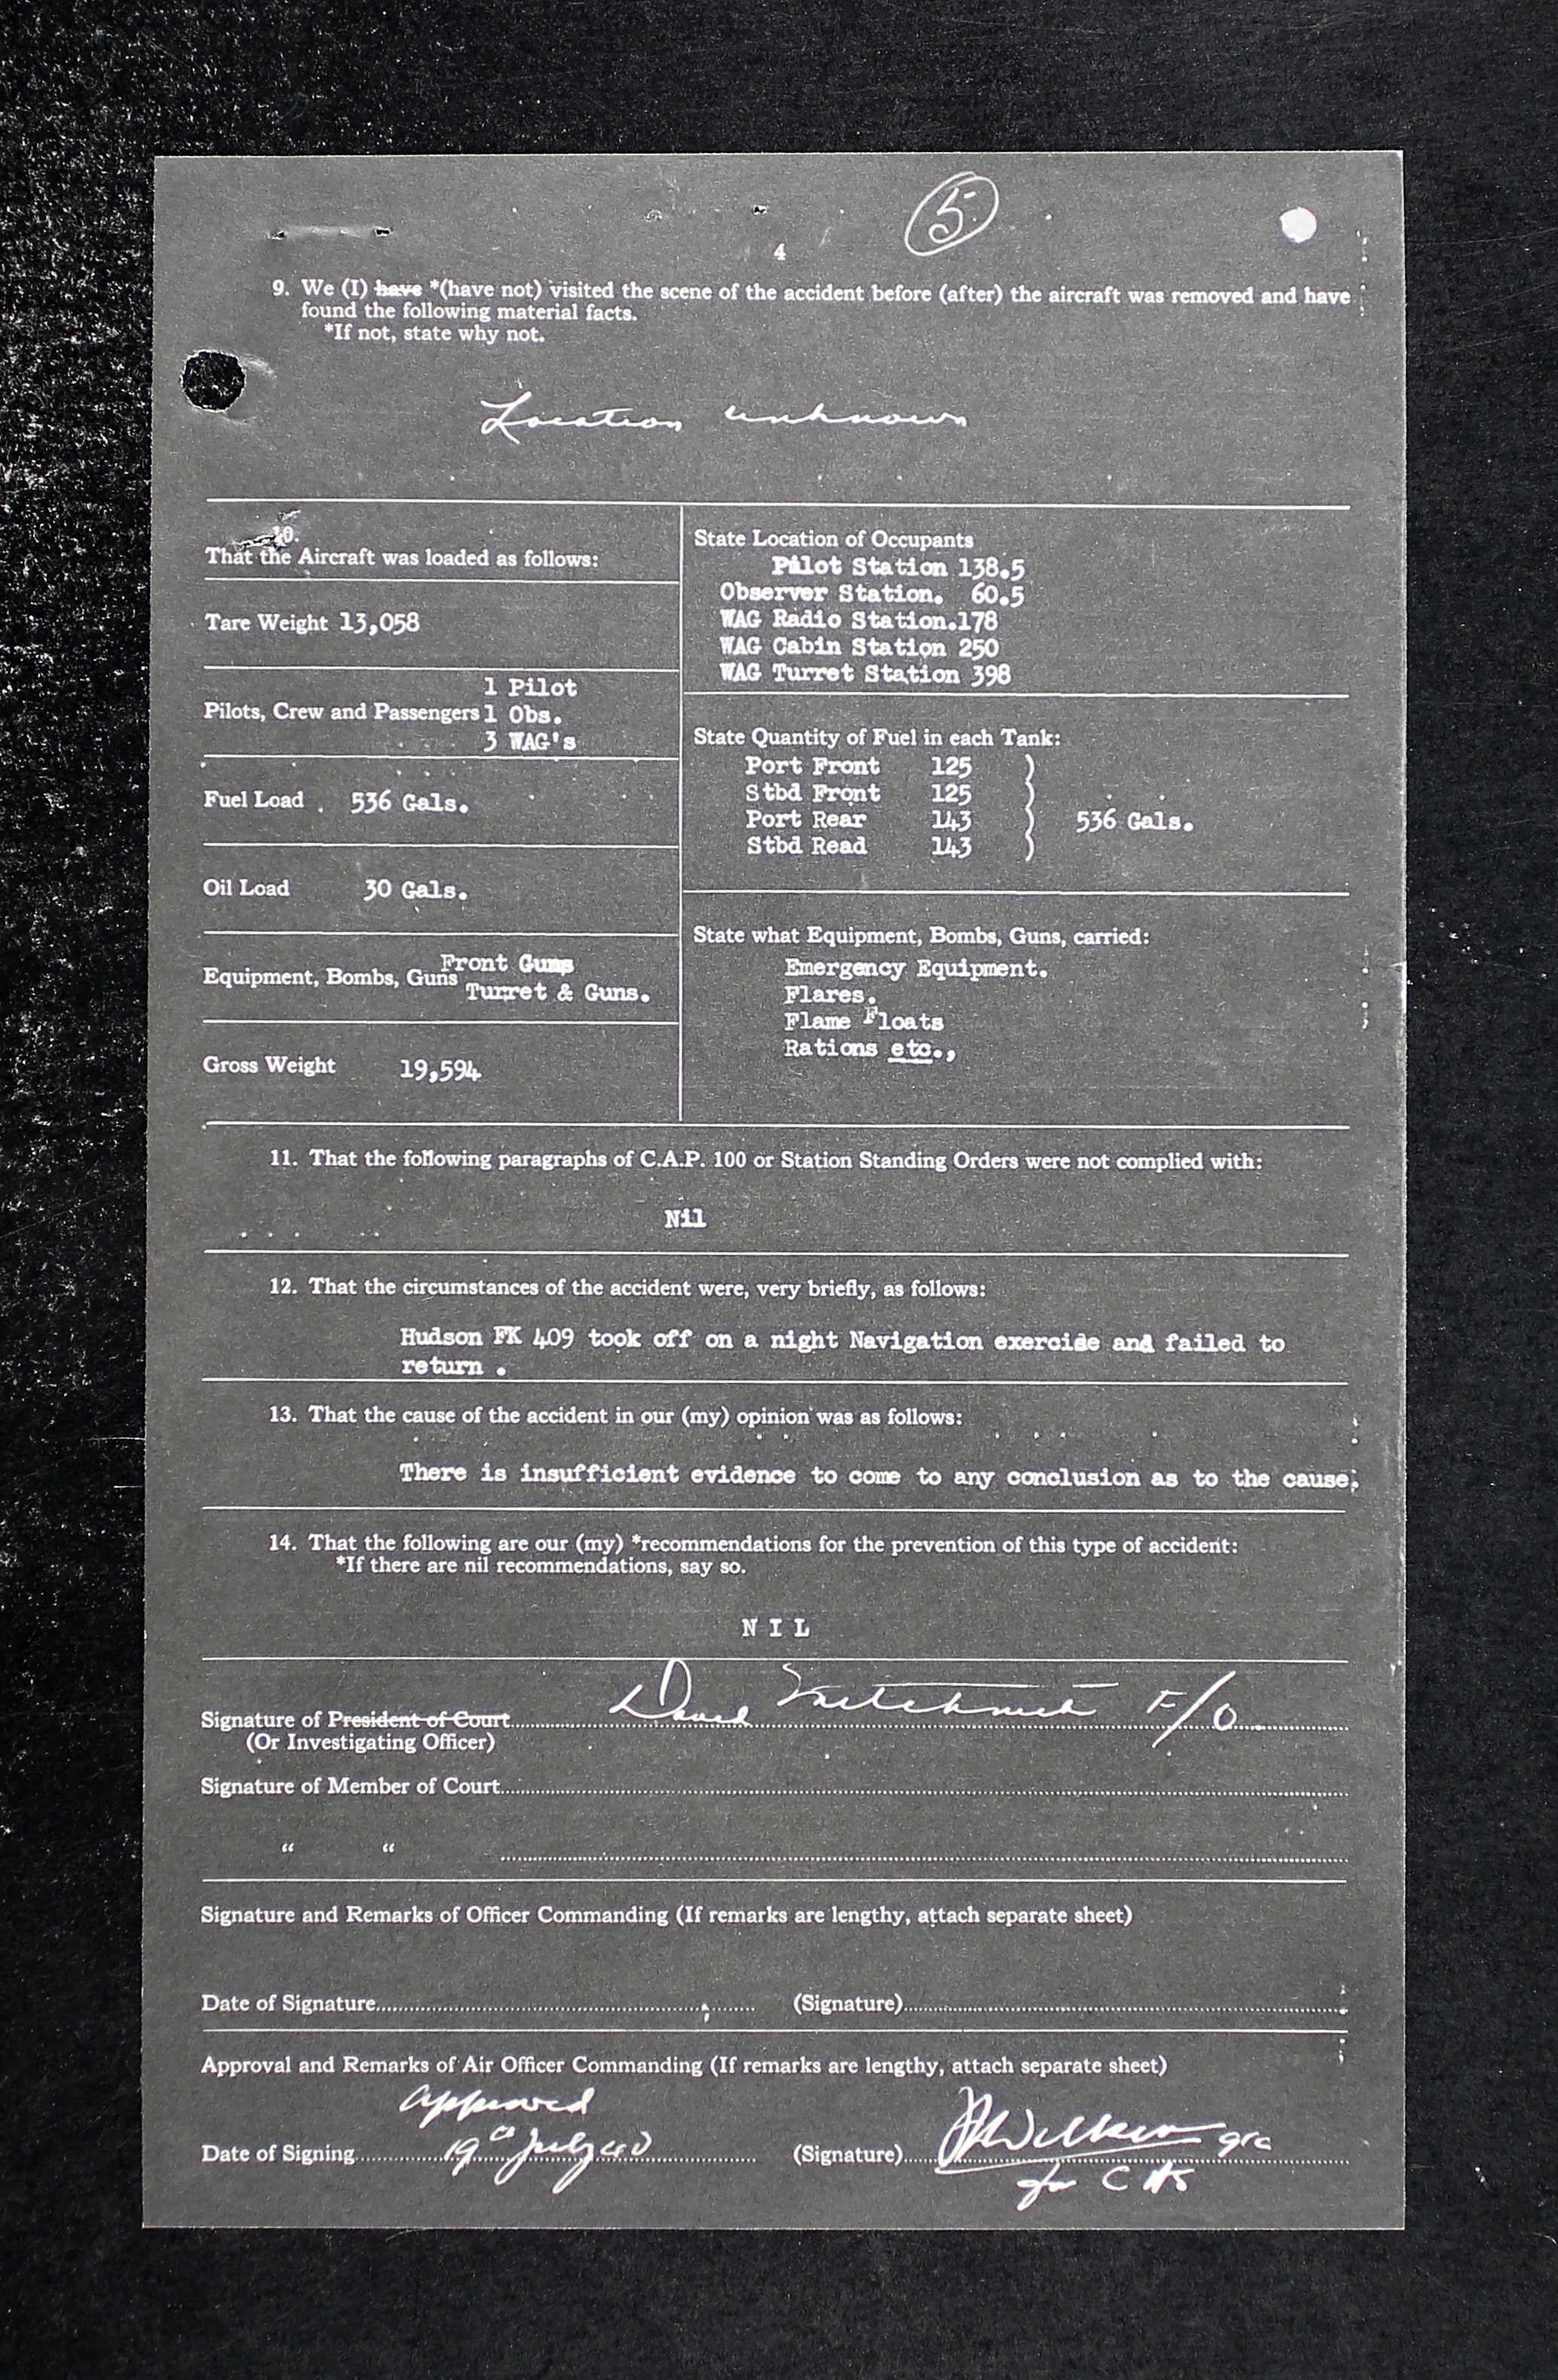 5
4
9. We (I) have *(have not) visited the scene of the accident before (after) the aircraft was removed and have
found the following material facts.
*If not, state why not.
Location unknown
10.
That the Aircraft was loaded as follows:
Tare Weight 13,058
1 Pilot
Pilots, Crew and Passengers 1 Obs.
3 WAG's
Fuel Load . 536 Gals.
Oil Load 30 Gals.
Front Guns
Equipment, Bombs, Guns
Turret & Guns.
Gross Weight 19,594
State Location of Occupants
Pilot Station 138.5
Observer Station. 60.5
WAG Radio Station.178
WAG Cabin Station 250
WAG Turret Station 398
State Quantity of Fuel in each Tank:
Port Front 125
Stbd Front 125
Port Rear 143 536 Gals.
Stbd Read 143
State what Equipment, Bombs, Guns, carried:
Emergency Equipment.
Flares.
Flame Floats
Rations etc.,
11. That the following paragraphs of C.A.P. 100 or Station Standing Orders were not complied with:
Nil
12. That the circumstances of the accident were, very briefly, as follows:
Hudson FK 409 took off on a night Navigation exercide and failed to
return .
13. That the cause of the accident in our (my) opinion was as follows:
There is insufficient evidence to come to any conclusion as to the cause.
14. That the following are our (my) *recommendations for the prevention of this type of accident:
*If there are nil recommendations, say so.
N I L
Signature of President of Court F/O
(Or Investigating Officer)
Signature of Member of Court
“ “
Signature and Remarks of Officer Commanding (If remarks are lengthy, attach separate sheet)
Date of Signature (Signature)
Approval and Remarks of Air Officer Commanding (If remarks are lengthy, attach separate sheet)
Approved
Date of Signing 19 July (Signature)
for